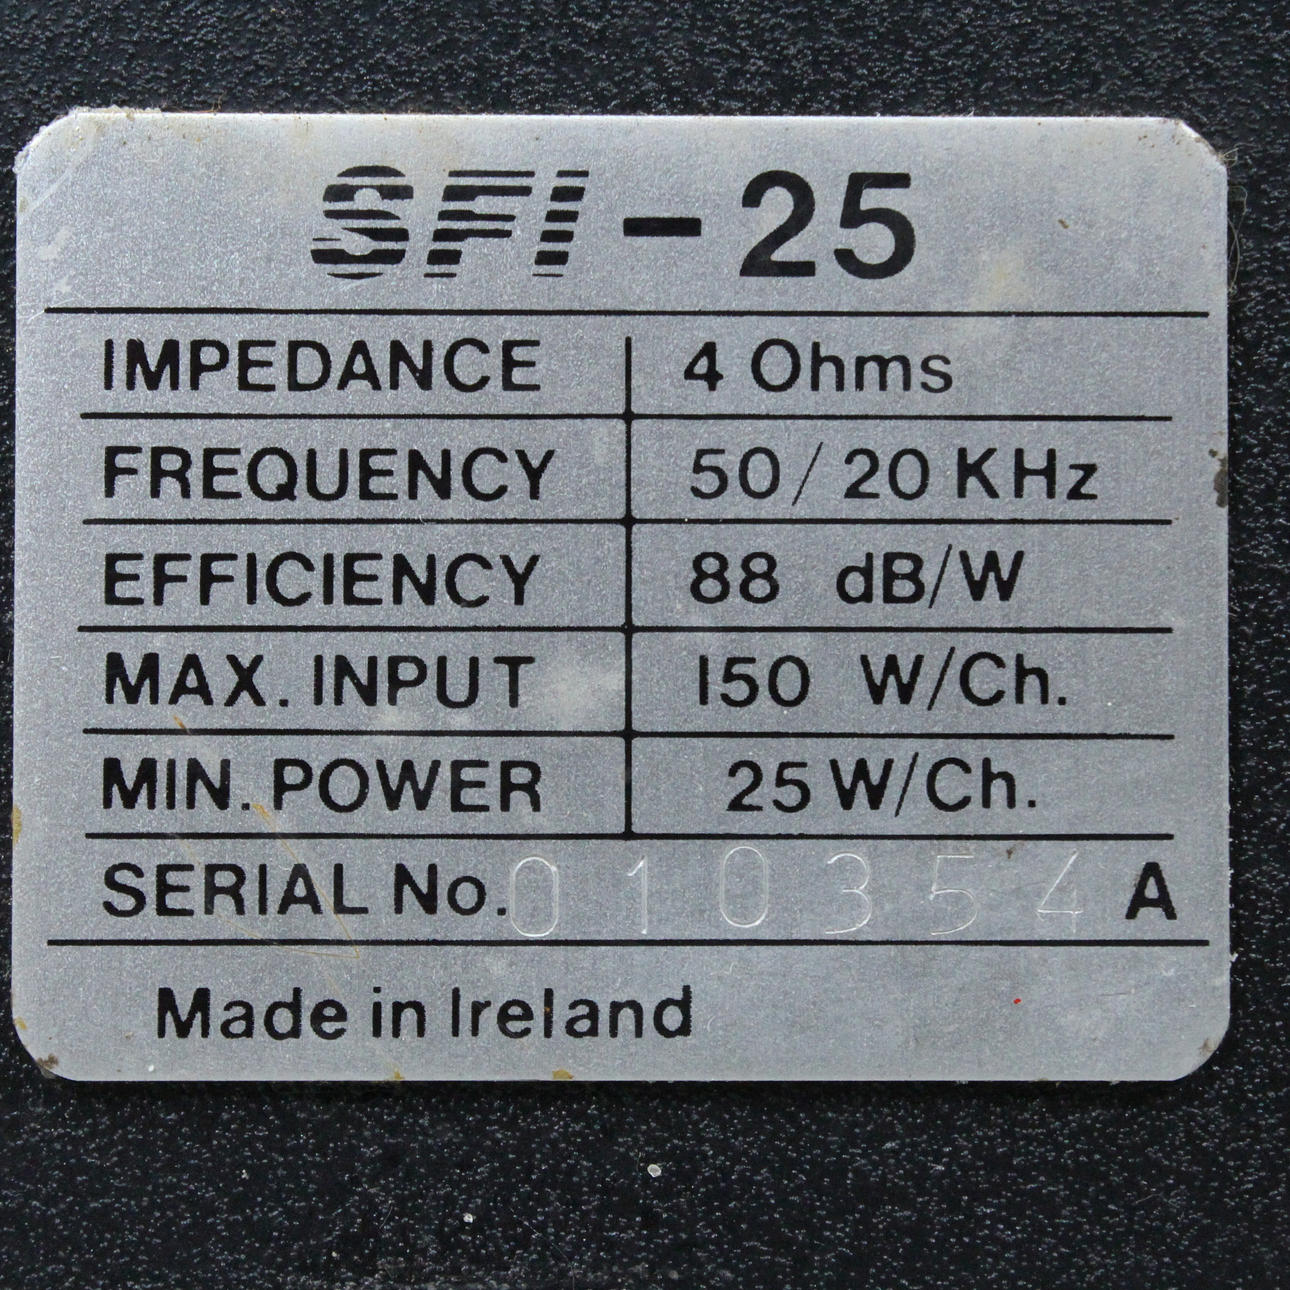 SFI-25
IMPEDANCE 4 Ohms
FREQUENCY 50/20 KHz
EFFICIENCY 88 dB/W
MAX. INPUT 150 W/Ch.
MIN. POWER 25 W/Ch.
SERIAL No. 010354 A
Made in Ireland